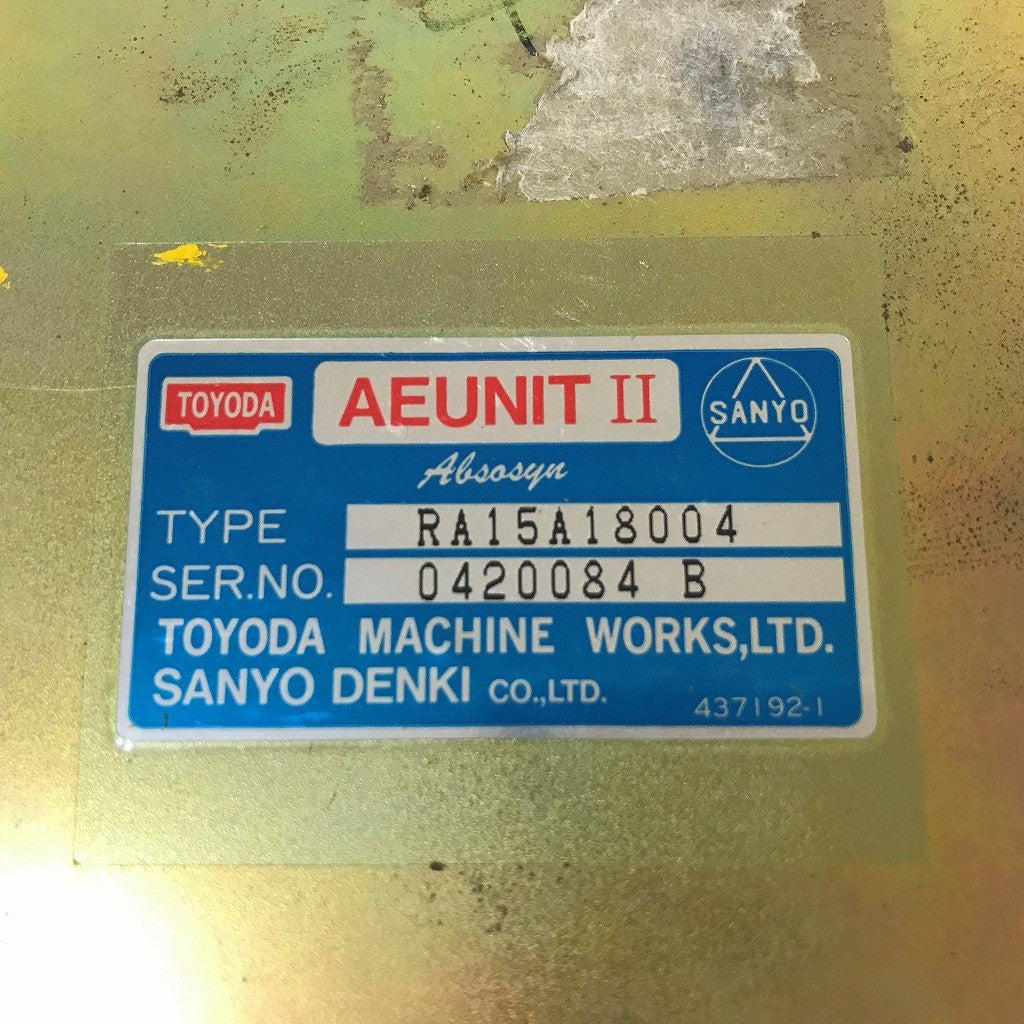 TOYODA AEUNIT II SANYO
Absosyn
TYPE RA15A18004
SER.NO. 0420084 B
TOYODA MACHINE WORKS,LTD.
SANYO DENKI CO.,LTD. 437192-1